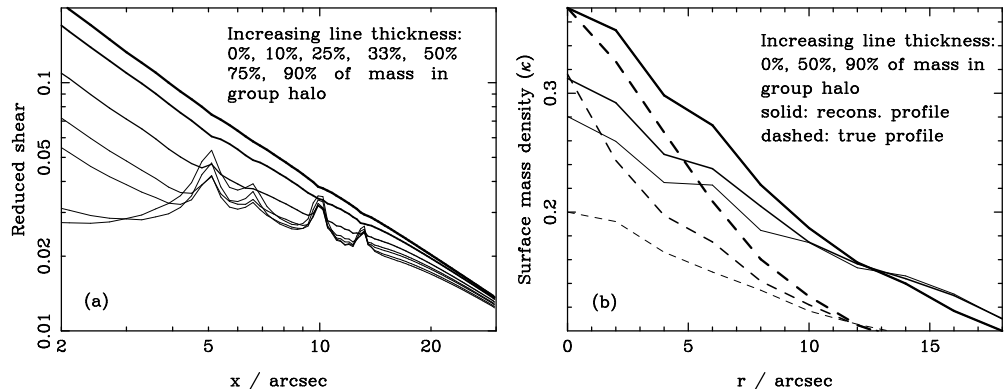 Increasing line thickness:
0%, 10%, 25%, 33%, 50%
75%, 90% of mass in
group halo
Reduced shear
0.1
0.05
0.02
0.01
(a)
2
5
10
20
x / arcsec
Increasing line thickness:
0%, 50%, 90% of mass in
group halo
solid: recons. profile
dashed: true profile
Surface mass density (κ)
0.3
0.2
(b)
0
5
10
15
r / arcsec